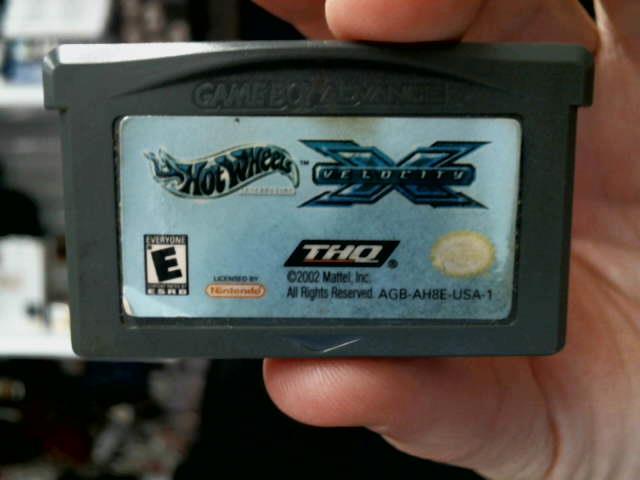 GAME BOY ADVANCE
HOT WHEELS ™
VELOCITY X
EVERYONE
E
ESRB
LICENSED BY
Nintendo
THQ ®
©2002 Mattel, Inc.
All Rights Reserved. AGB-AH8E-USA-1